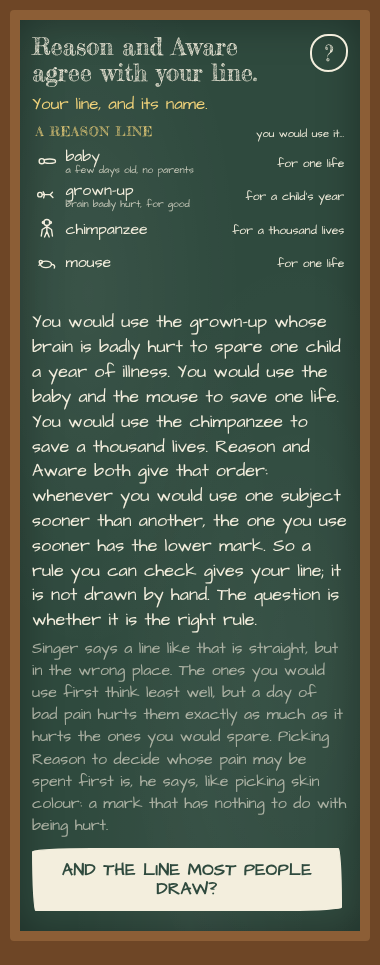 Reason and Aware
agree with your line.
?
Your line, and its name.
A REASON LINE
you would use it..
baby
a few days old, no parents
for one life
grown-up
brain badly hurt, for good
for a child's year
chimpanzee
for a thousand lives
mouse
for one life
You would use the grown-up whose
brain is badly hurt to spare one child
a year of illness. You would use the
baby and the mouse to save one life.
You would use the chimpanzee to
save a thousand lives. Reason and
Aware both give that order:
whenever you would use one subject
sooner than another, the one you use
sooner has the lower mark. So a
rule you can check gives your line; it
is not drawn by hand. The question is
whether it is the right rule.
Singer says a line like that is straight, but
in the wrong place. The ones you would
use first think least well, but a day of
bad pain hurts them exactly as much as it
hurts the ones you would spare. Picking
Reason to decide whose pain may be
spent first is, he says, like picking skin
colour: a mark that has nothing to do with
being hurt.
AND THE LINE MOST PEOPLE
DRAW?